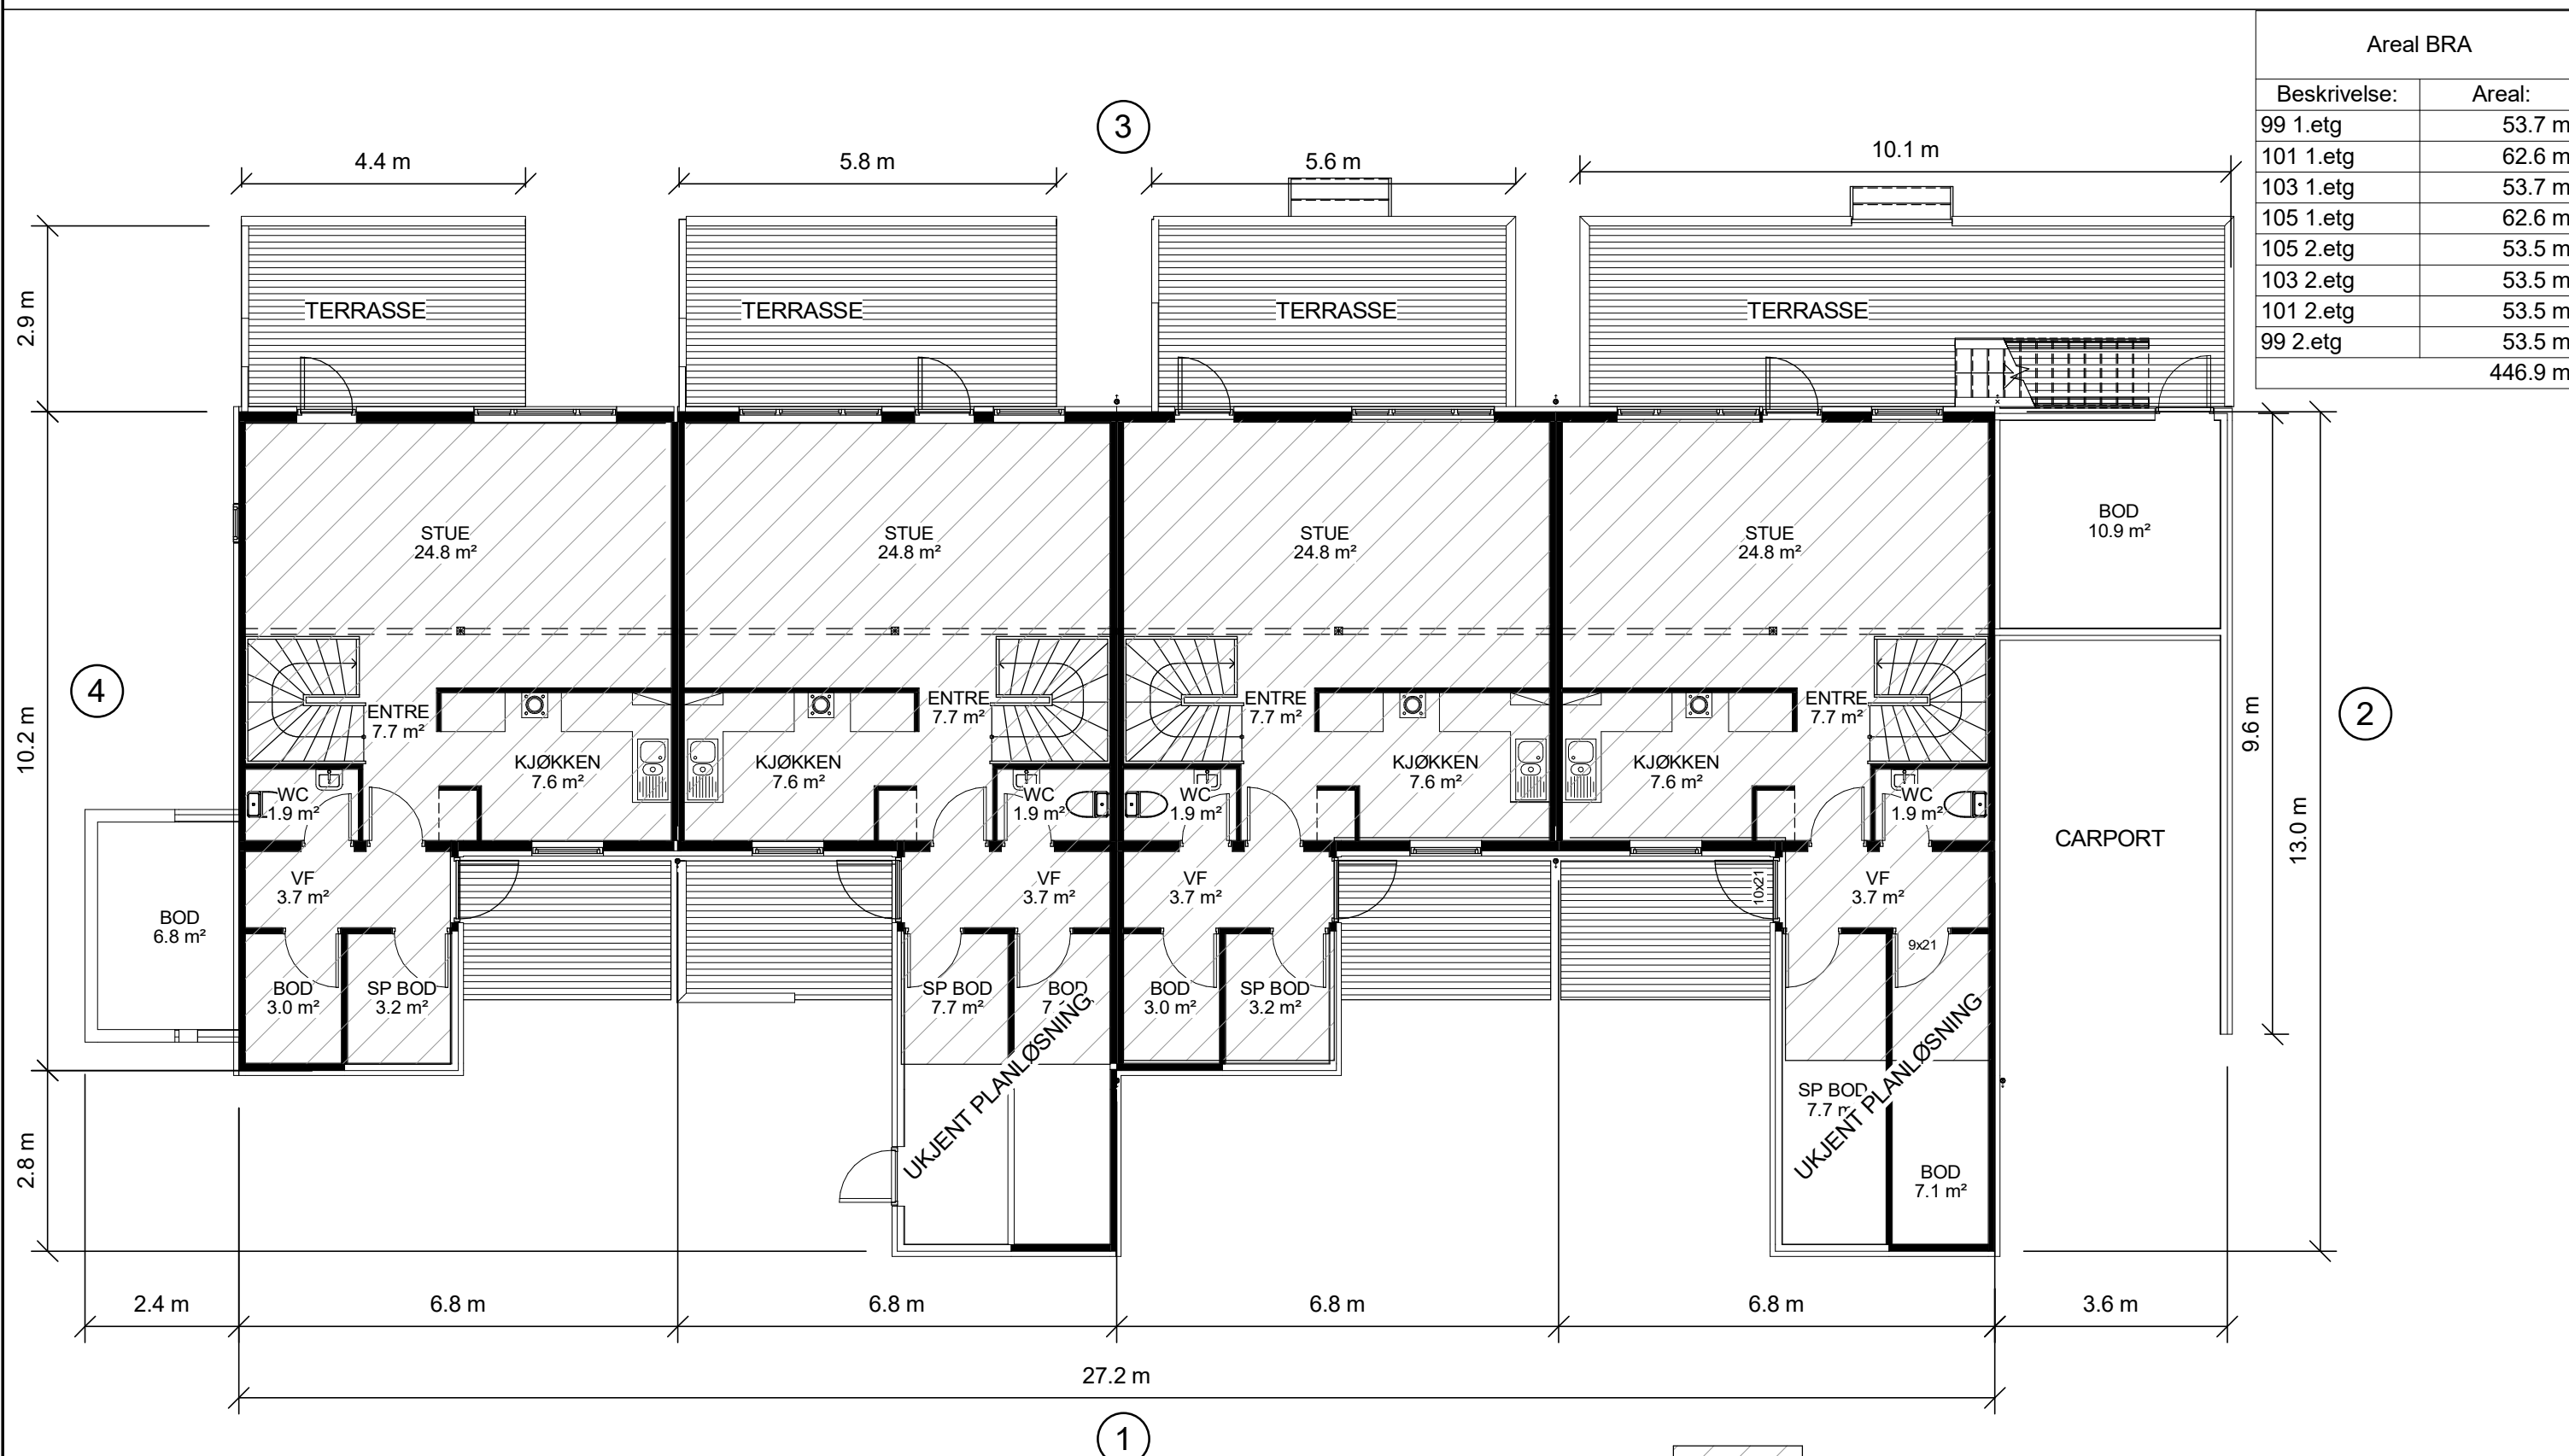 Areal BRA
Beskrivelse: Areal:
99 1.etg 53.7 m
101 1.etg 62.6 m
103 1.etg 53.7 m
105 1.etg 62.6 m
105 2.etg 53.5 m
103 2.etg 53.5 m
101 2.etg 53.5 m
99 2.etg 53.5 m
446.9 m
3
4.4 m 5.8 m 5.6 m 10.1 m
2.9 m
TERRASSE TERRASSE TERRASSE TERRASSE
STUE
24.8 m²
STUE
24.8 m²
STUE
24.8 m²
STUE
24.8 m²
BOD
10.9 m²
4
10.2 m
ENTRE
7.7 m²
ENTRE
7.7 m²
ENTRE
7.7 m²
ENTRE
7.7 m²
9.6 m
2
KJØKKEN
7.6 m²
KJØKKEN
7.6 m²
KJØKKEN
7.6 m²
KJØKKEN
7.6 m²
WC
1.9 m²
WC
1.9 m²
WC
1.9 m²
WC
1.9 m²
CARPORT
13.0 m
VF
3.7 m²
VF
3.7 m²
VF
3.7 m²
10x21
VF
3.7 m²
BOD
6.8 m²
9x21
BOD
3.0 m²
SP BOD
3.2 m²
SP BOD
7.7 m²
BOD
UKJENT PLANLØSNING
BOD
3.0 m²
SP BOD
3.2 m²
UKJENT PLANLØSNING
SP BOD
7.7 m
BOD
7.1 m²
2.8 m
2.4 m 6.8 m 6.8 m 6.8 m 6.8 m 3.6 m
27.2 m
1